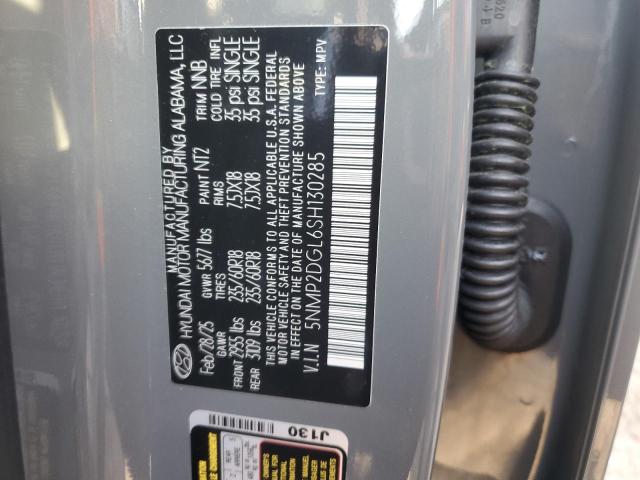 MANUFACTURED BY
HYUNDAI MOTOR MANUFACTURING ALABAMA, LLC
Feb/28/25 GVWR 5677 lbs PAINT NT2 TRIM NNB
GAWR TIRES RIMS COLD TIRE INFL
FRONT 2955 lbs 235/60R18 7.5JX18 35 psi SINGLE
REAR 3109 lbs 235/60R18 7.5JX18 35 psi SINGLE
THIS VEHICLE CONFORMS TO ALL APPLICABLE U.S.A. FEDERAL
MOTOR VEHICLE SAFETY AND THEFT PREVENTION STANDARDS
IN EFFECT ON THE DATE OF MANUFACTURE SHOWN ABOVE
V.I.N 5NMP2DGL6SH130285 TYPE: MPV
J130